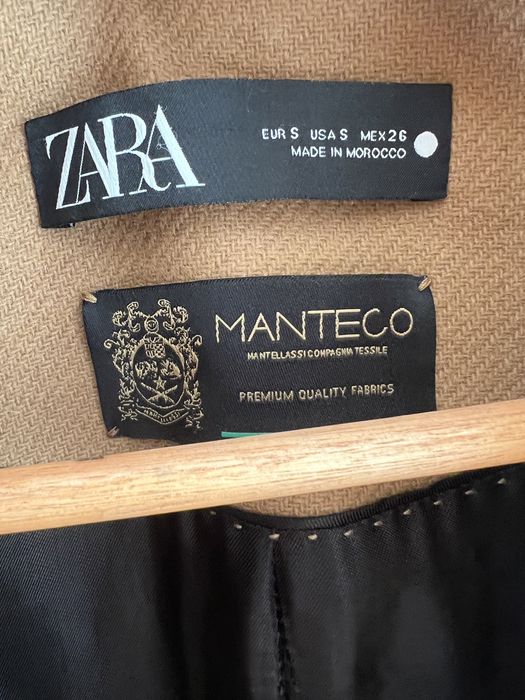 ZARA
EUR S USA S MEX 26
MADE IN MOROCCO
MANTECO
MANTELLASSI COMPAGNIA TESSILE
PREMIUM QUALITY FABRICS